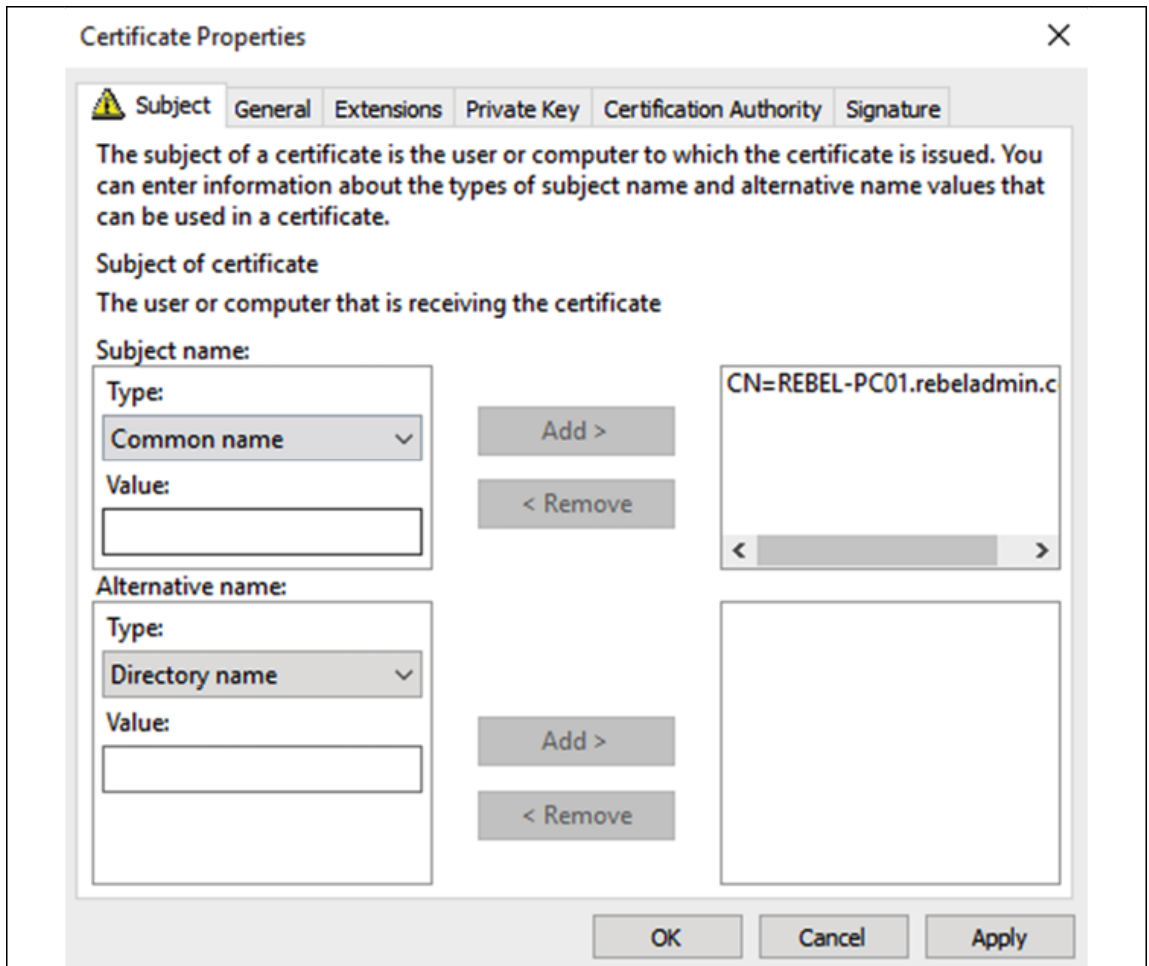 Certificate Properties
Subject General Extensions Private Key Certification Authority Signature
The subject of a certificate is the user or computer to which the certificate is issued. You
can enter information about the types of subject name and alternative name values that
can be used in a certificate.
Subject of certificate
The user or computer that is receiving the certificate
Subject name:
Type:
Common name
Value:
Add >
< Remove
CN=REBEL-PC01.rebeladmin.c
Alternative name:
Type:
Directory name
Value:
Add >
< Remove
OK Cancel Apply